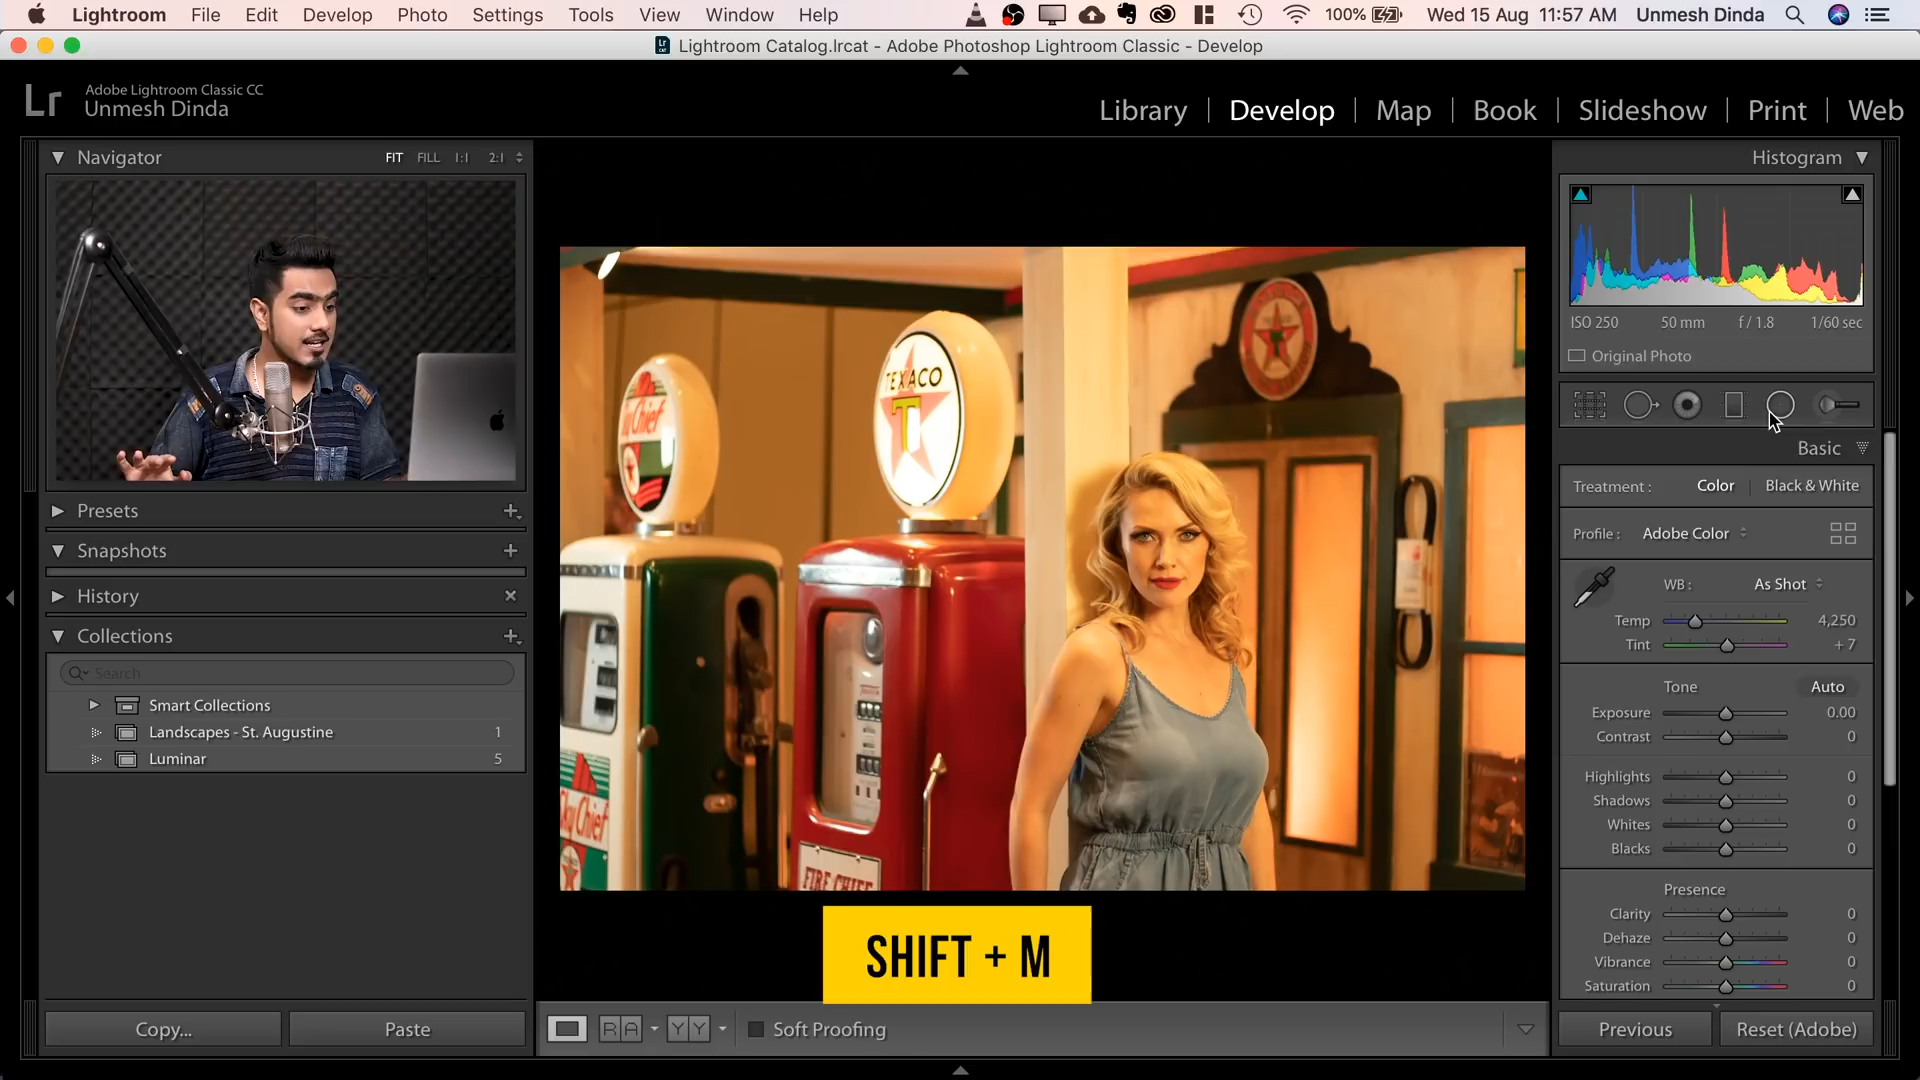 Lightroom File Edit Develop Photo Settings Tools View Window Help 100% Wed 15 Aug 11:57 AM Unmesh Dinda
Lightroom Catalog.lrcat - Adobe Photoshop Lightroom Classic - Develop
Lr
Adobe Lightroom Classic CC
Unmesh Dinda
Library | Develop | Map | Book | Slideshow | Print | Web
Navigator FIT FILL 1:1 2:1
Presets
Snapshots
History
Collections
Search
Smart Collections
Landscapes - St. Augustine 1
Luminar 5
Copy... Paste
TEXACO
T
Chief
FIRE CHIEF
SHIFT + M
RA YY Soft Proofing
Histogram
ISO 250 50 mm f / 1.8 1/60 sec
Original Photo
Basic
Treatment : Color | Black & White
Profile : Adobe Color
WB : As Shot
Temp 4,250
Tint + 7
Tone Auto
Exposure 0.00
Contrast 0
Highlights 0
Shadows 0
Whites 0
Blacks 0
Presence
Clarity 0
Dehaze 0
Vibrance 0
Saturation 0
Previous Reset (Adobe)